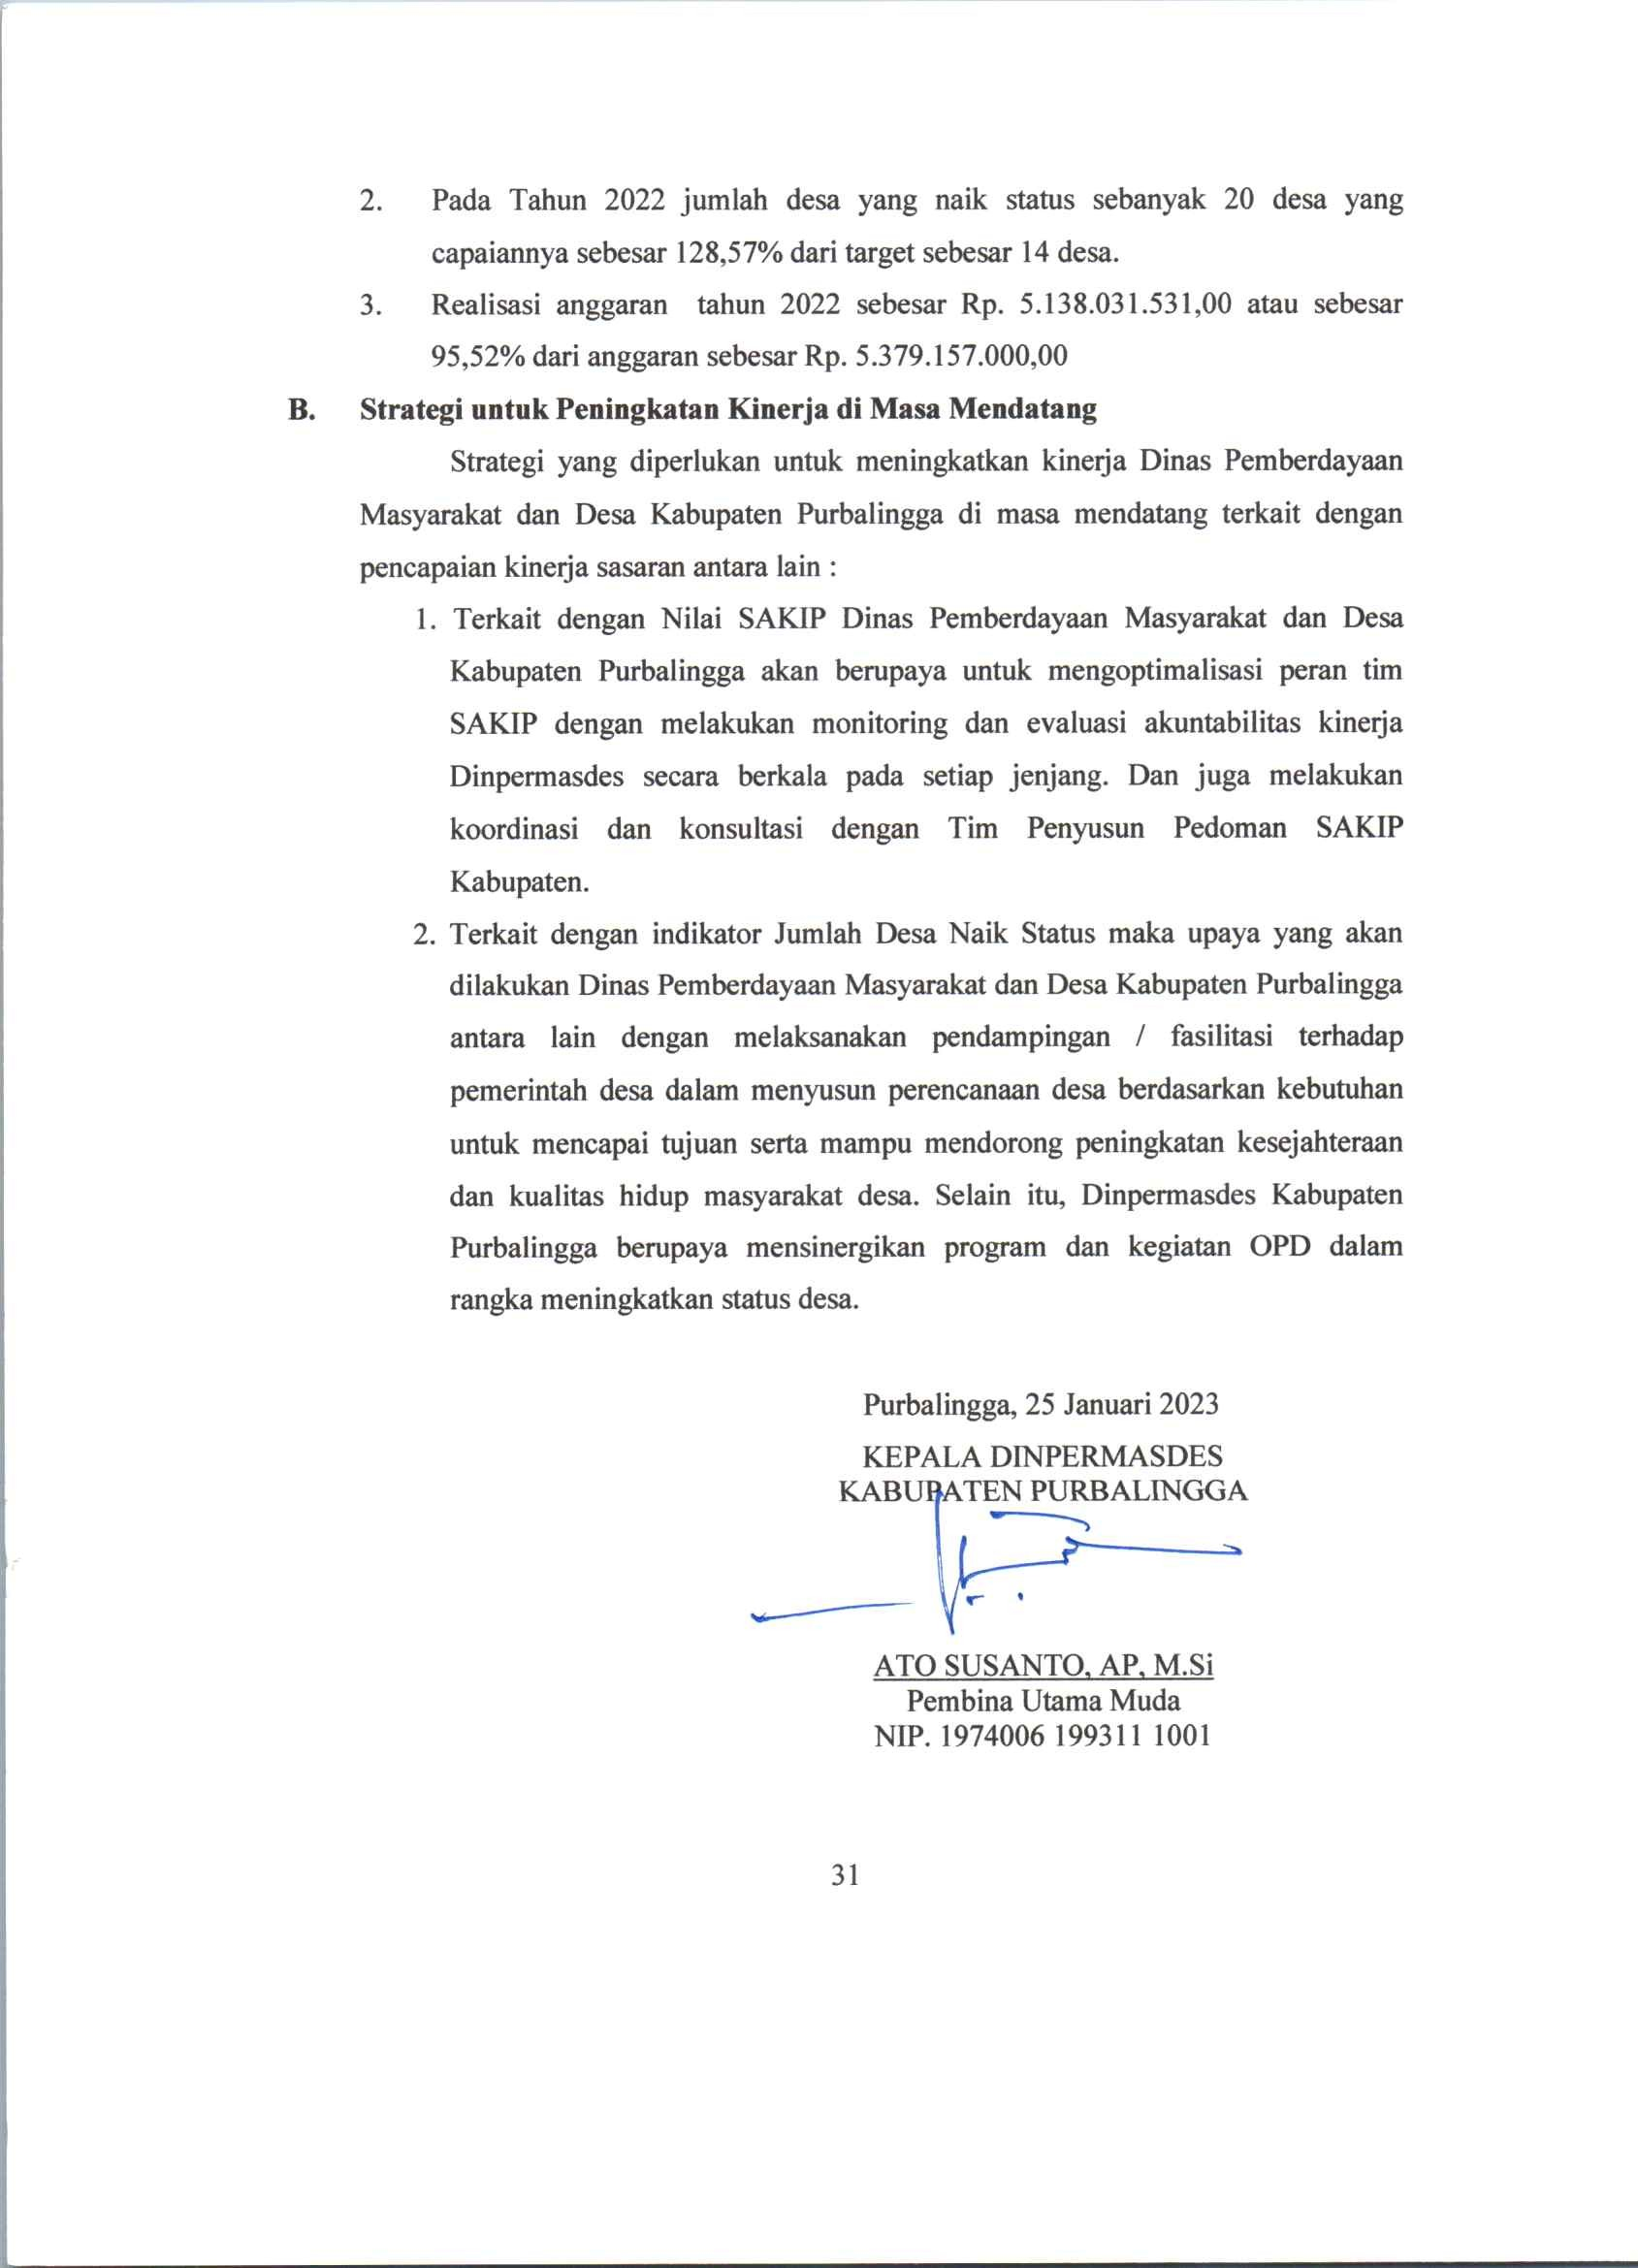 2. Pada Tahun 2022 jumlah desa yang naik status sebanyak 20 desa yang
capaiannya sebesar 128,57% dari target sebesar 14 desa.
3. Realisasi anggaran tahun 2022 sebesar Rp. 5.138.031.531,00 atau sebesar
95,52% dari anggaran sebesar Rp. 5.379.157.000,00
B. Strategi untuk Peningkatan Kinerja di Masa Mendatang
Strategi yang diperlukan untuk meningkatkan kinerja Dinas Pemberdayaan
Masyarakat dan Desa Kabupaten Purbalingga di masa mendatang terkait dengan
pencapaian kinerja sasaran antara lain :
1. Terkait dengan Nilai SAKIP Dinas Pemberdayaan Masyarakat dan Desa
Kabupaten Purbalingga akan berupaya untuk mengoptimalisasi peran tim
SAKIP dengan melakukan monitoring dan evaluasi akuntabilitas kinerja
Dinpermasdes secara berkala pada setiap jenjang. Dan juga melakukan
koordinasi dan konsultasi dengan Tim Penyusun Pedoman SAKIP
Kabupaten.
2. Terkait dengan indikator Jumlah Desa Naik Status maka upaya yang akan
dilakukan Dinas Pemberdayaan Masyarakat dan Desa Kabupaten Purbalingga
antara lain dengan melaksanakan pendampingan / fasilitasi terhadap
pemerintah desa dalam menyusun perencanaan desa berdasarkan kebutuhan
untuk mencapai tujuan serta mampu mendorong peningkatan kesejahteraan
dan kualitas hidup masyarakat desa. Selain itu, Dinpermasdes Kabupaten
Purbalingga berupaya mensinergikan program dan kegiatan OPD dalam
rangka meningkatkan status desa.
Purbalingga, 25 Januari 2023
KEPALA DINPERMASDES
KABUPATEN PURBALINGGA
ATO SUSANTO, AP, M.Si
Pembina Utama Muda
NIP. 1974006 199311 1001
31